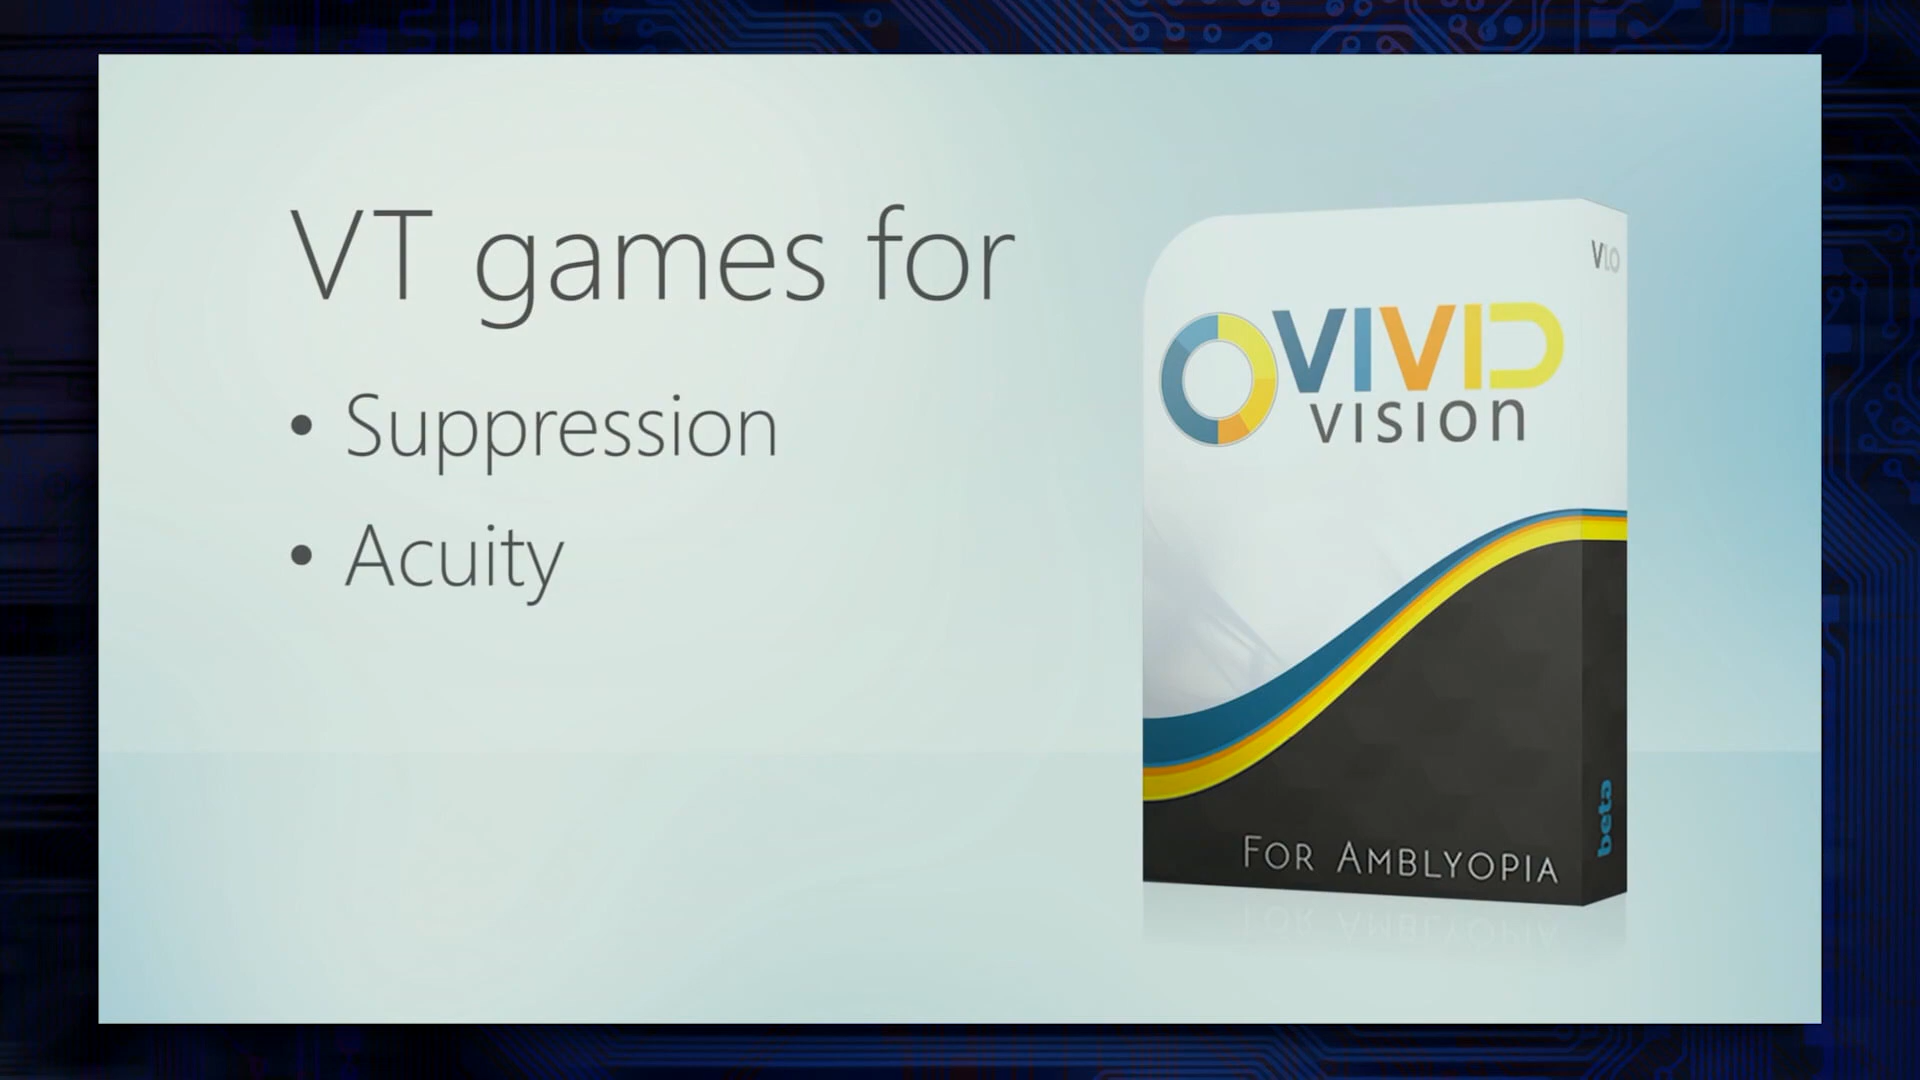 VT games for
• Suppression
• Acuity
V1.0
VIVID
vision
beta
FOR AMBLYOPIA